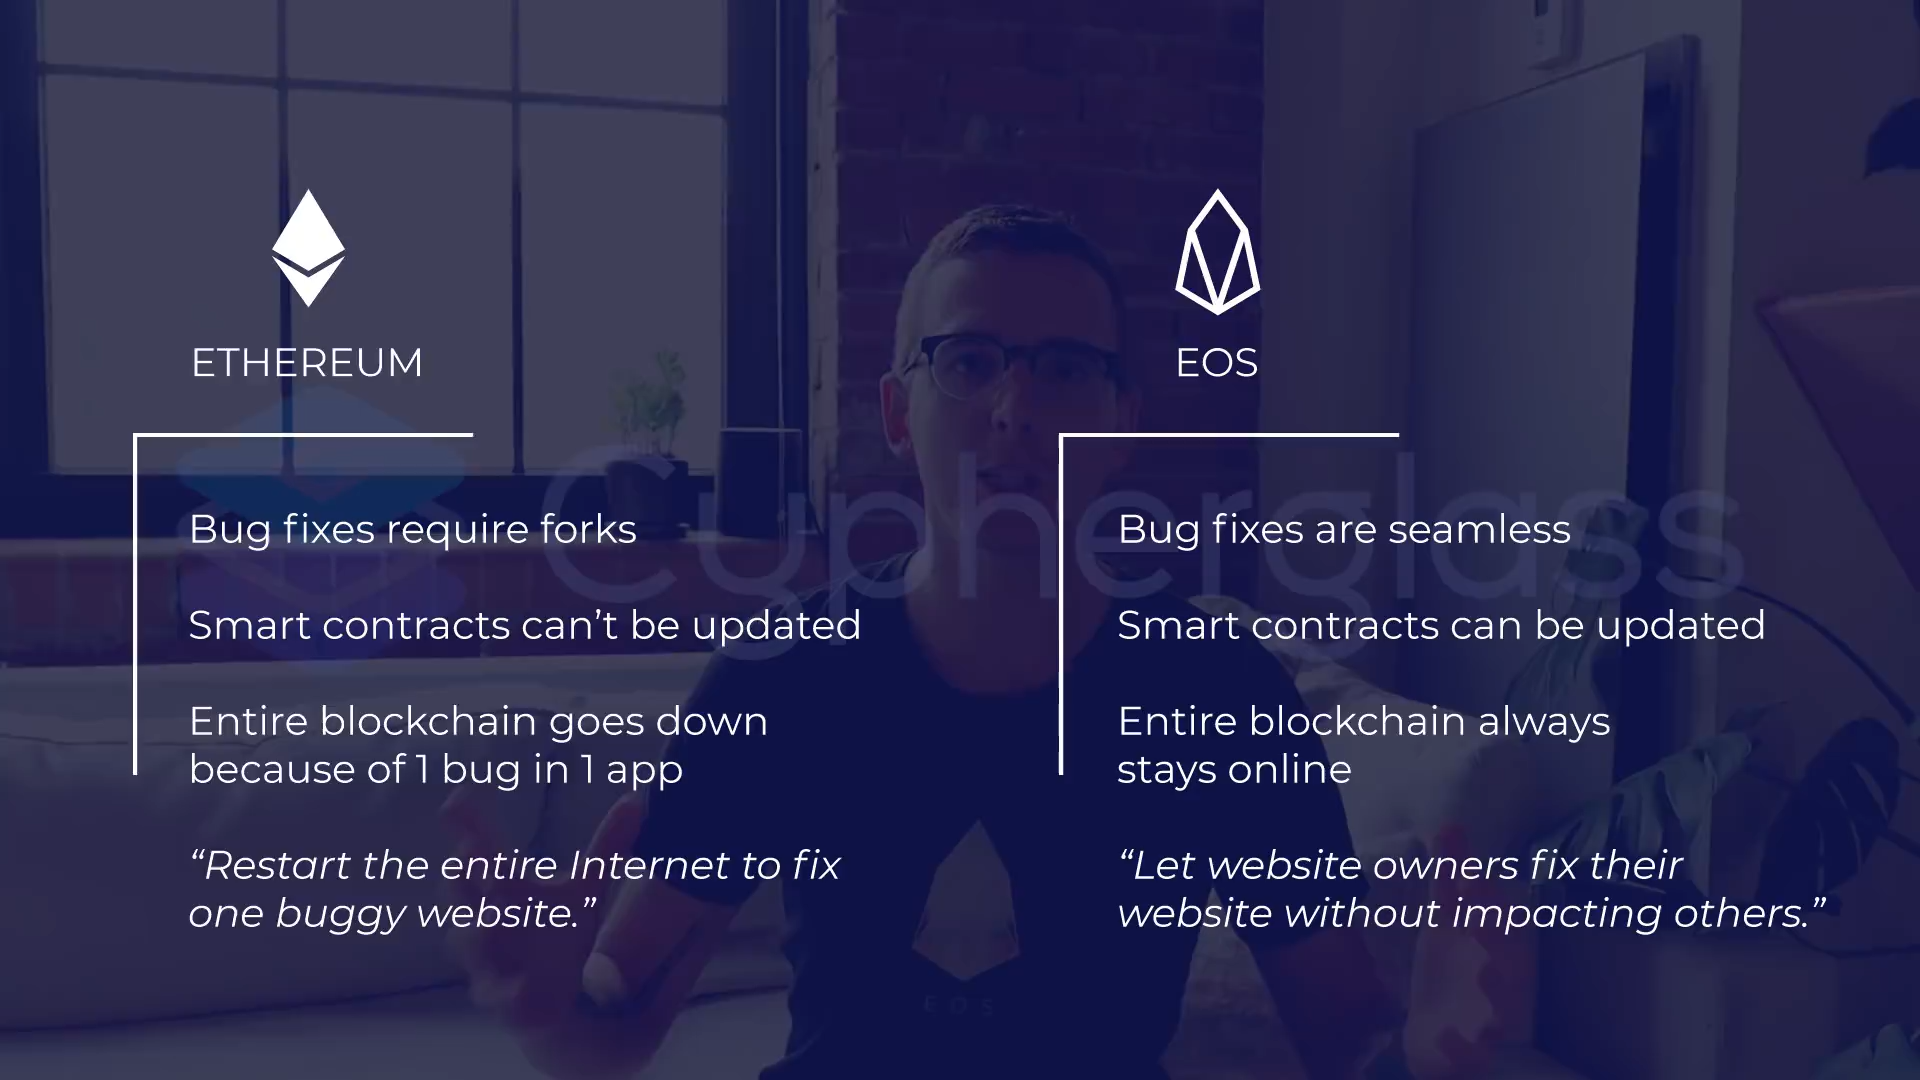 ETHEREUM
Bug fixes require forks
Smart contracts can’t be updated
Entire blockchain goes down
because of 1 bug in 1 app
“Restart the entire Internet to fix
one buggy website.”
EOS
Bug fixes are seamless
Smart contracts can be updated
Entire blockchain always
stays online
“Let website owners fix their
website without impacting others.”
Cypherglass
EOS